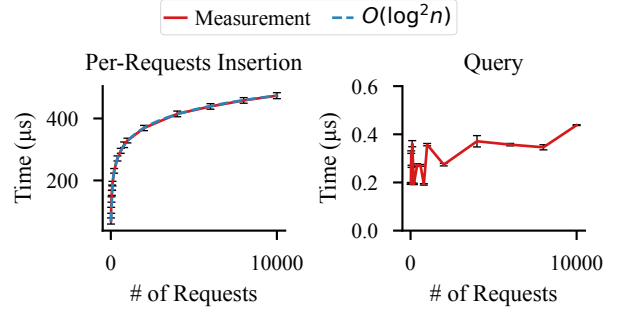 Measurement
O(log²n)
Per-Requests Insertion
Time (µs)
400
200
0
10000
# of Requests
Query
Time (µs)
0.6
0.4
0.2
0.0
0
10000
# of Requests